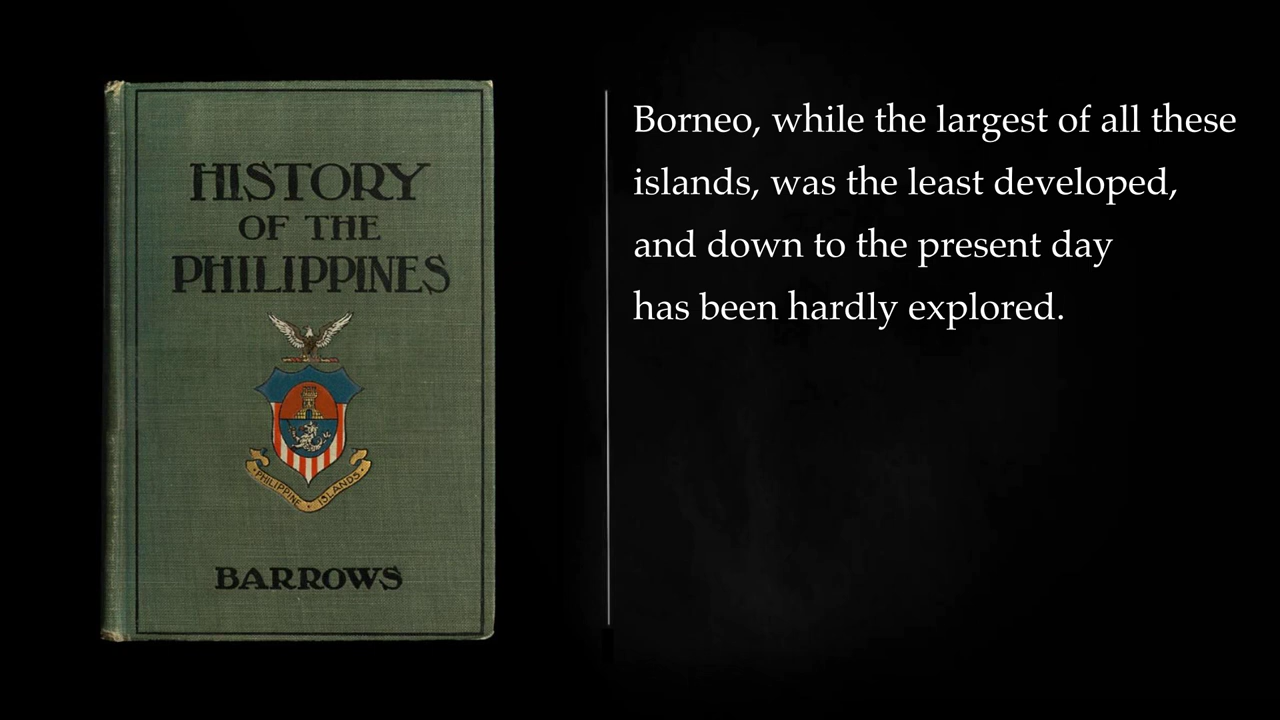 HISTORY
OF THE
PHILIPPINES
PHILIPPINE ISLANDS
BARROWS
Borneo, while the largest of all these
islands, was the least developed,
and down to the present day
has been hardly explored.